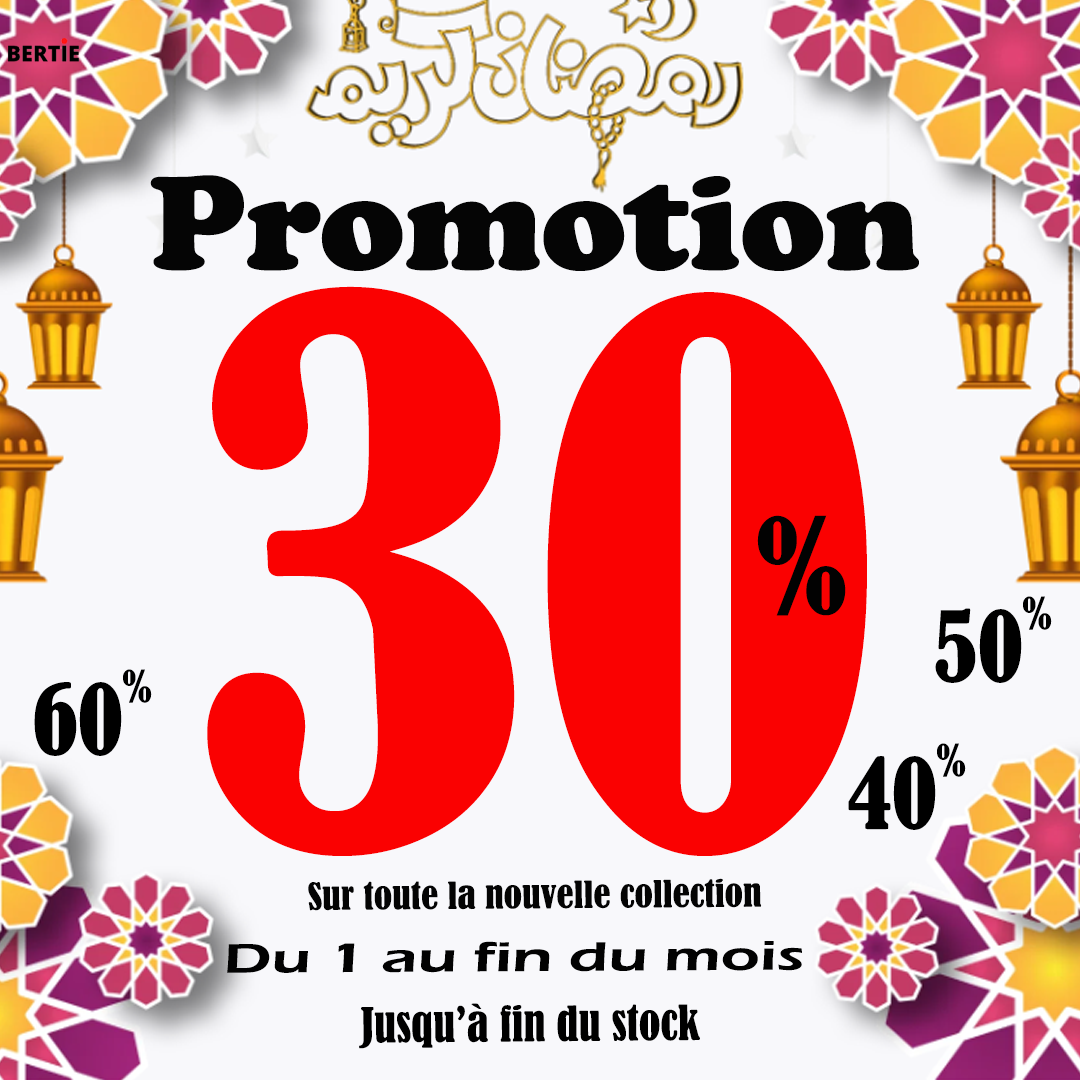 BERTIE
رمضان كريم
Promotion
30%
50%
60%
40%
Sur toute la nouvelle collection
Du 1 au fin du mois
Jusqu'à fin du stock